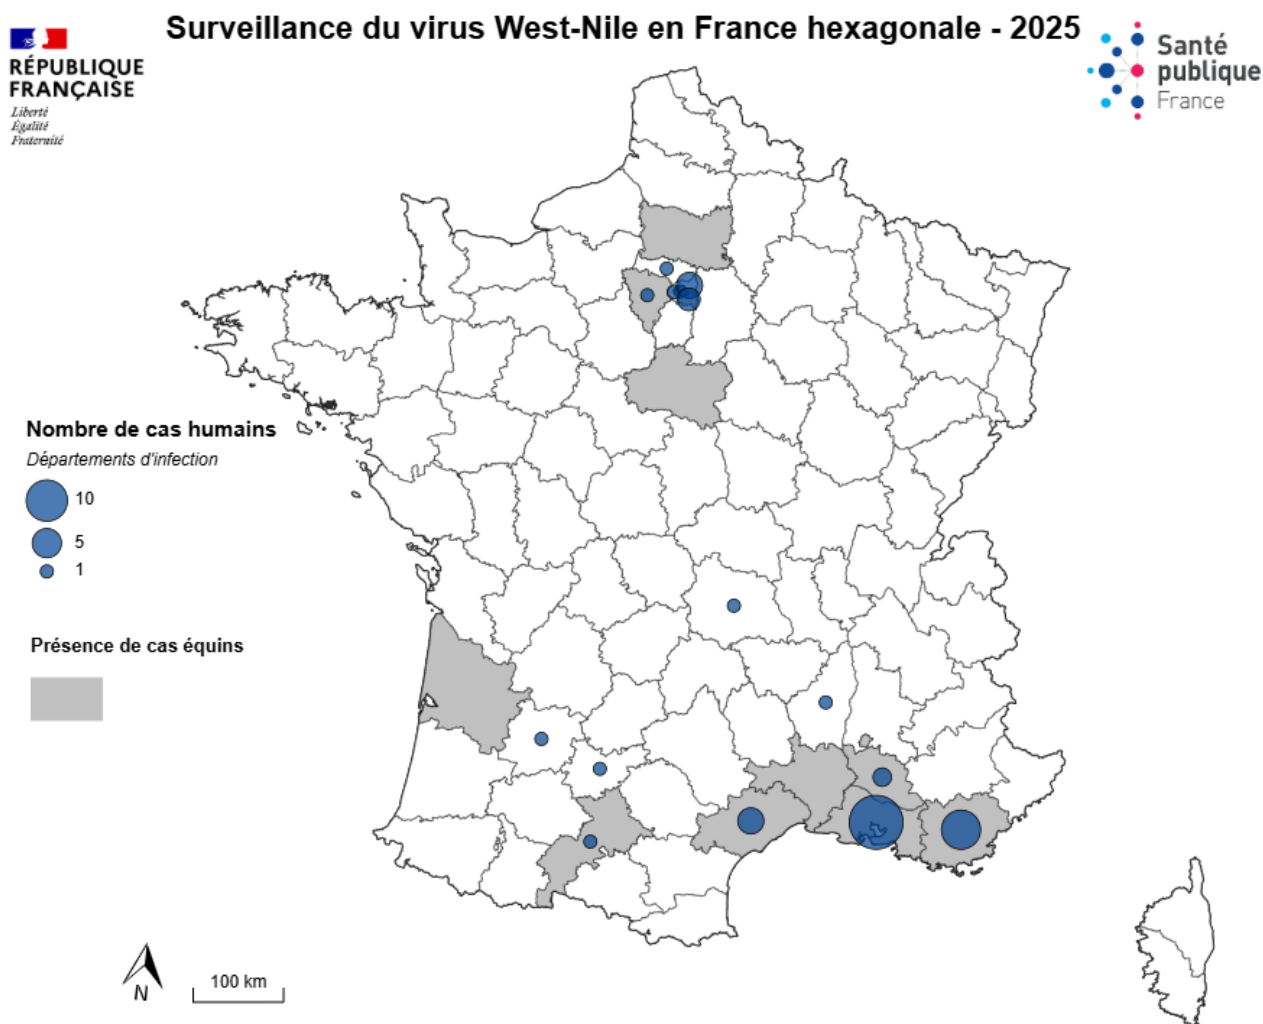 Surveillance du virus West-Nile en France hexagonale - 2025
RÉPUBLIQUE
FRANÇAISE
Liberté
Égalité
Fraternité
Santé
publique
France
Nombre de cas humains
Départements d'infection
10
5
1
Présence de cas équins
N
100 km